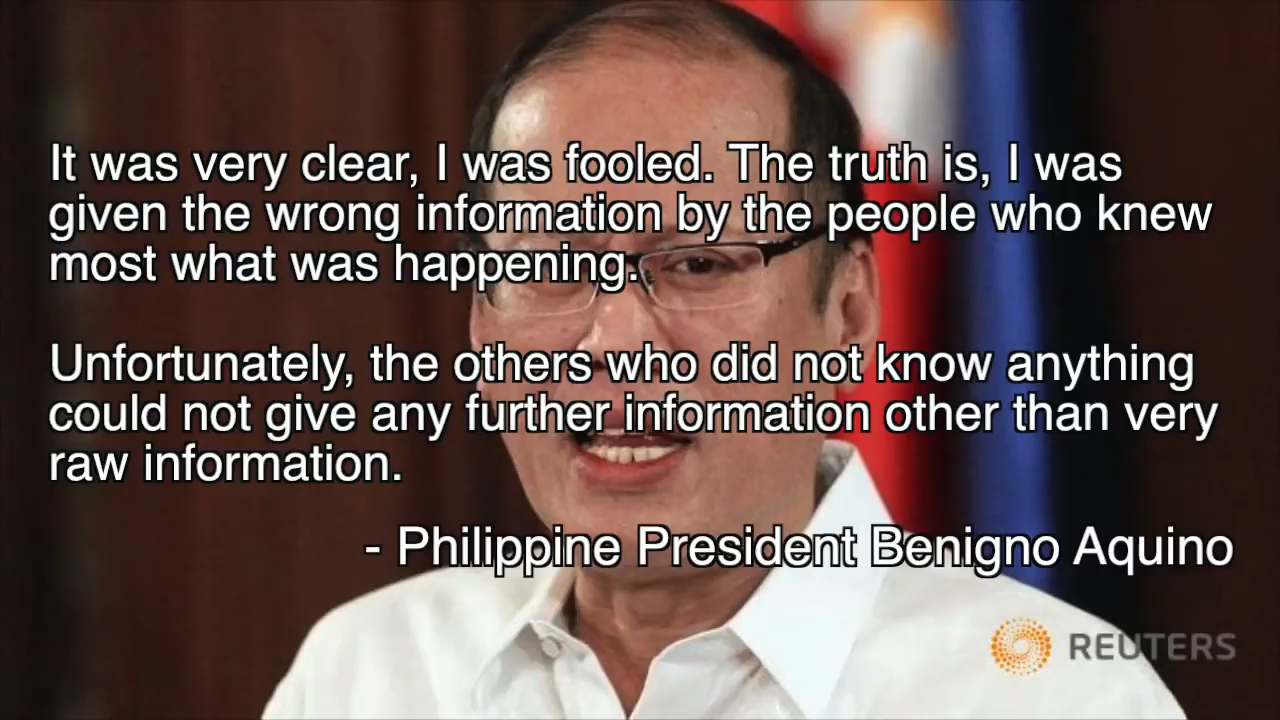 It was very clear, I was fooled. The truth is, I was
given the wrong information by the people who knew
most what was happening.
Unfortunately, the others who did not know anything
could not give any further information other than very
raw information.
- Philippine President Benigno Aquino
REUTERS